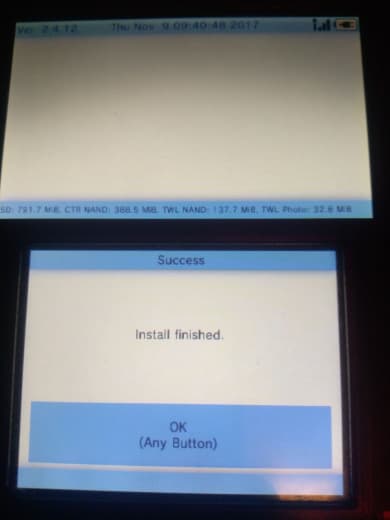 Ver. 2.4.12 Thu Nov 9 09:40:48 2017
SD: 791.7 MiB, CTR NAND: 388.5 MiB, TWL NAND: 137.7 MiB, TWL Photo: 32.6 MiB
Success
Install finished.
OK
(Any Button)